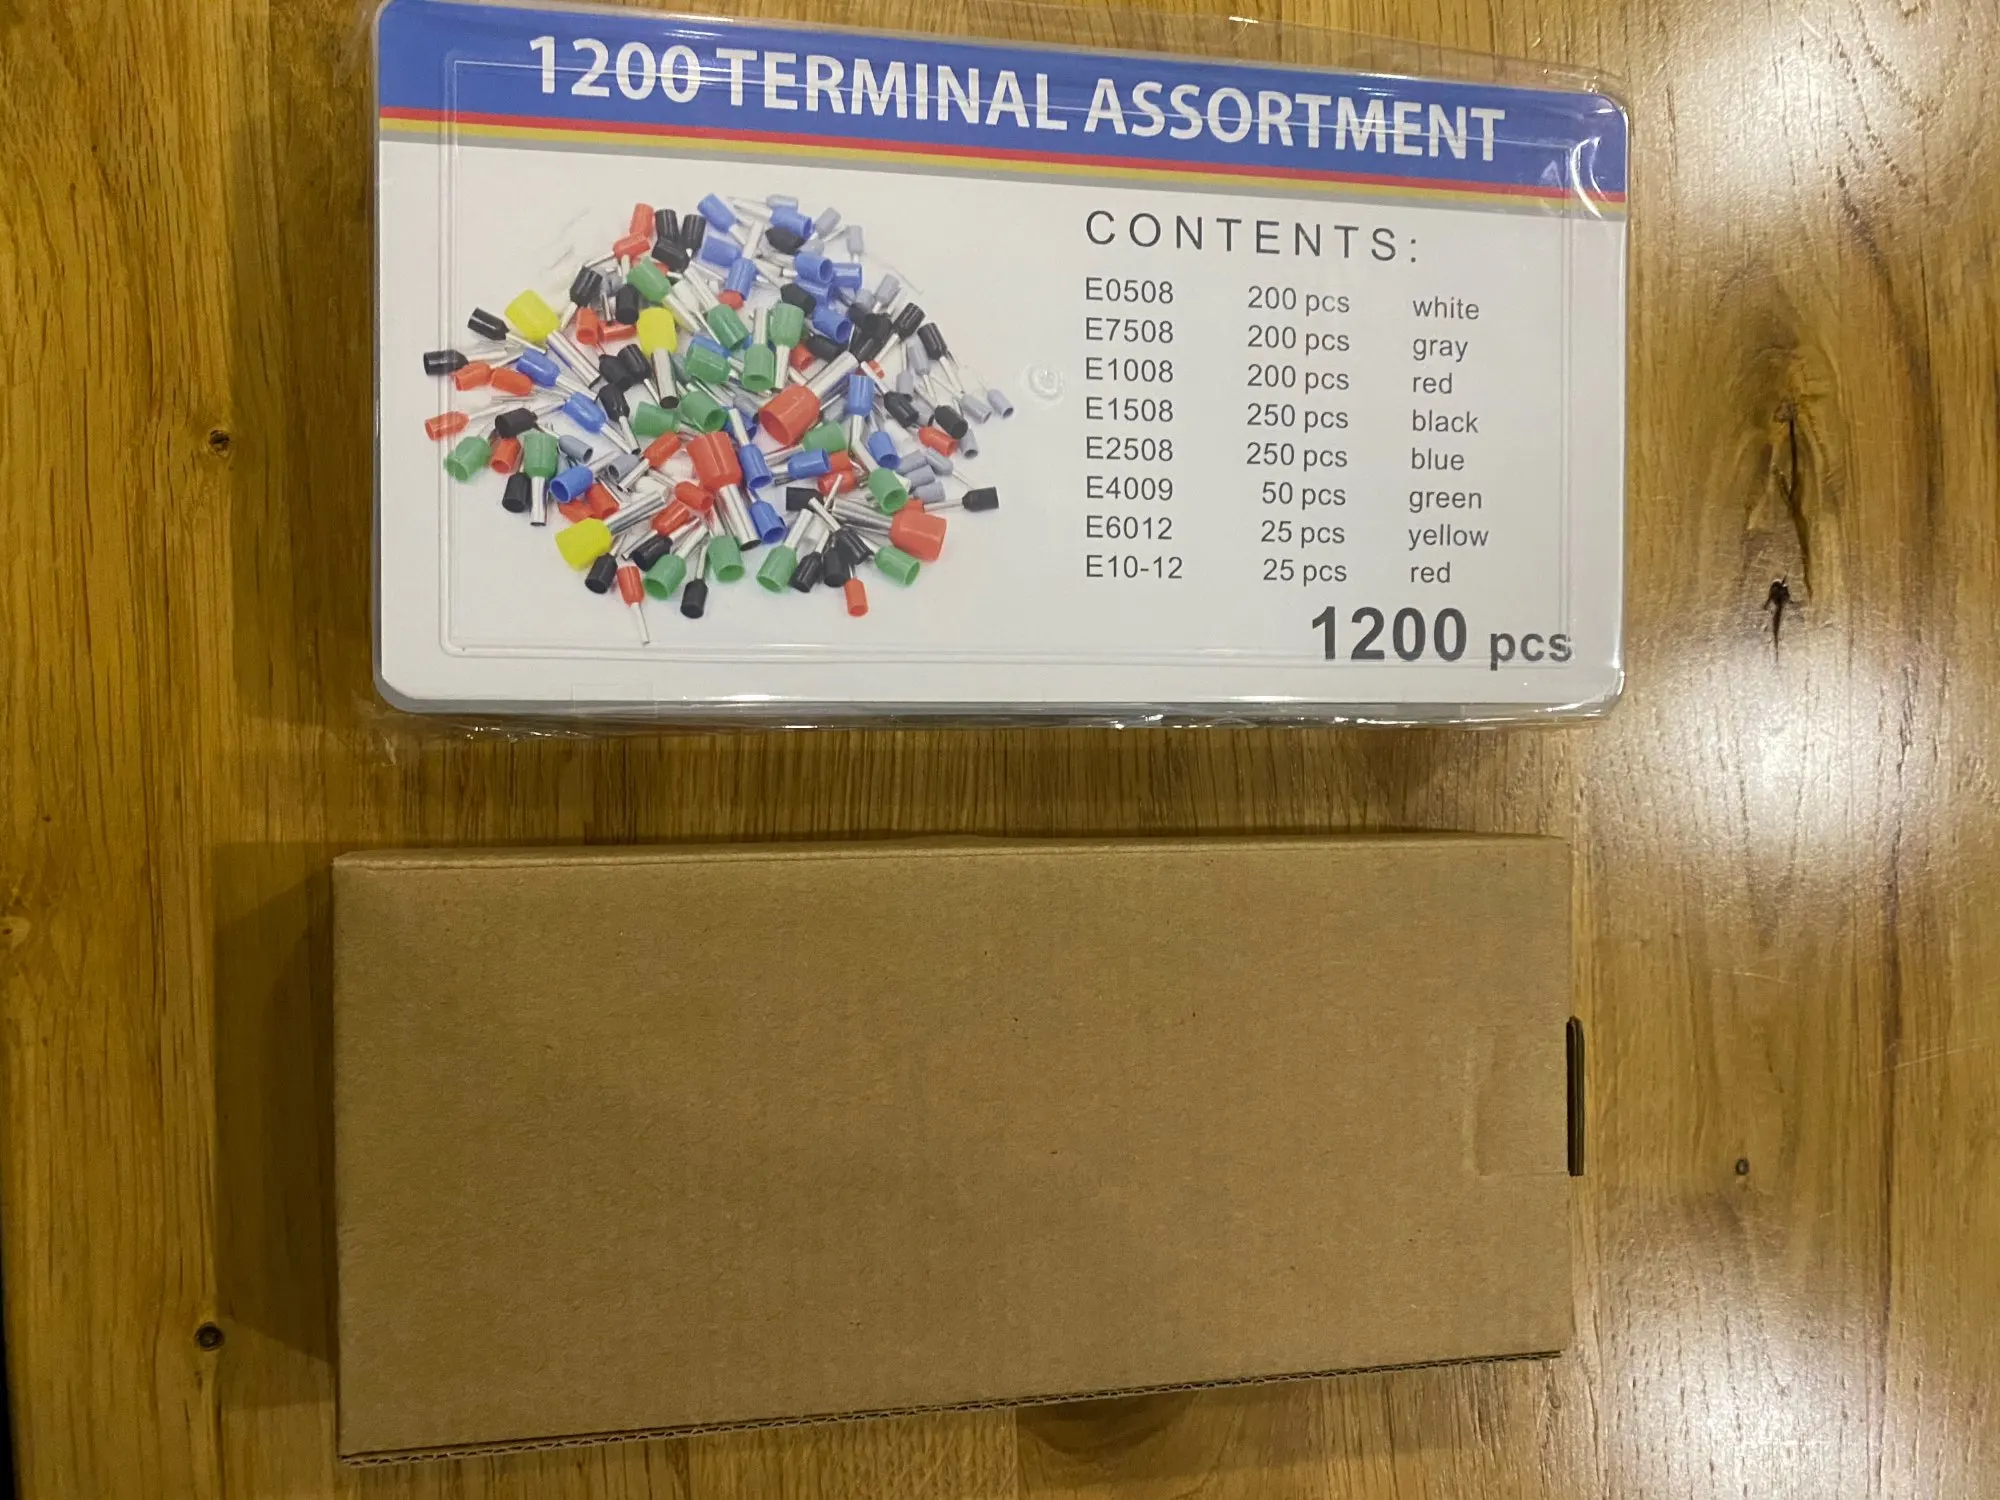 1200 TERMINAL ASSORTMENT
CONTENTS:
E0508 200 pcs white
E7508 200 pcs gray
E1008 200 pcs red
E1508 250 pcs black
E2508 250 pcs blue
E4009 50 pcs green
E6012 25 pcs yellow
E10-12 25 pcs red
1200 pcs